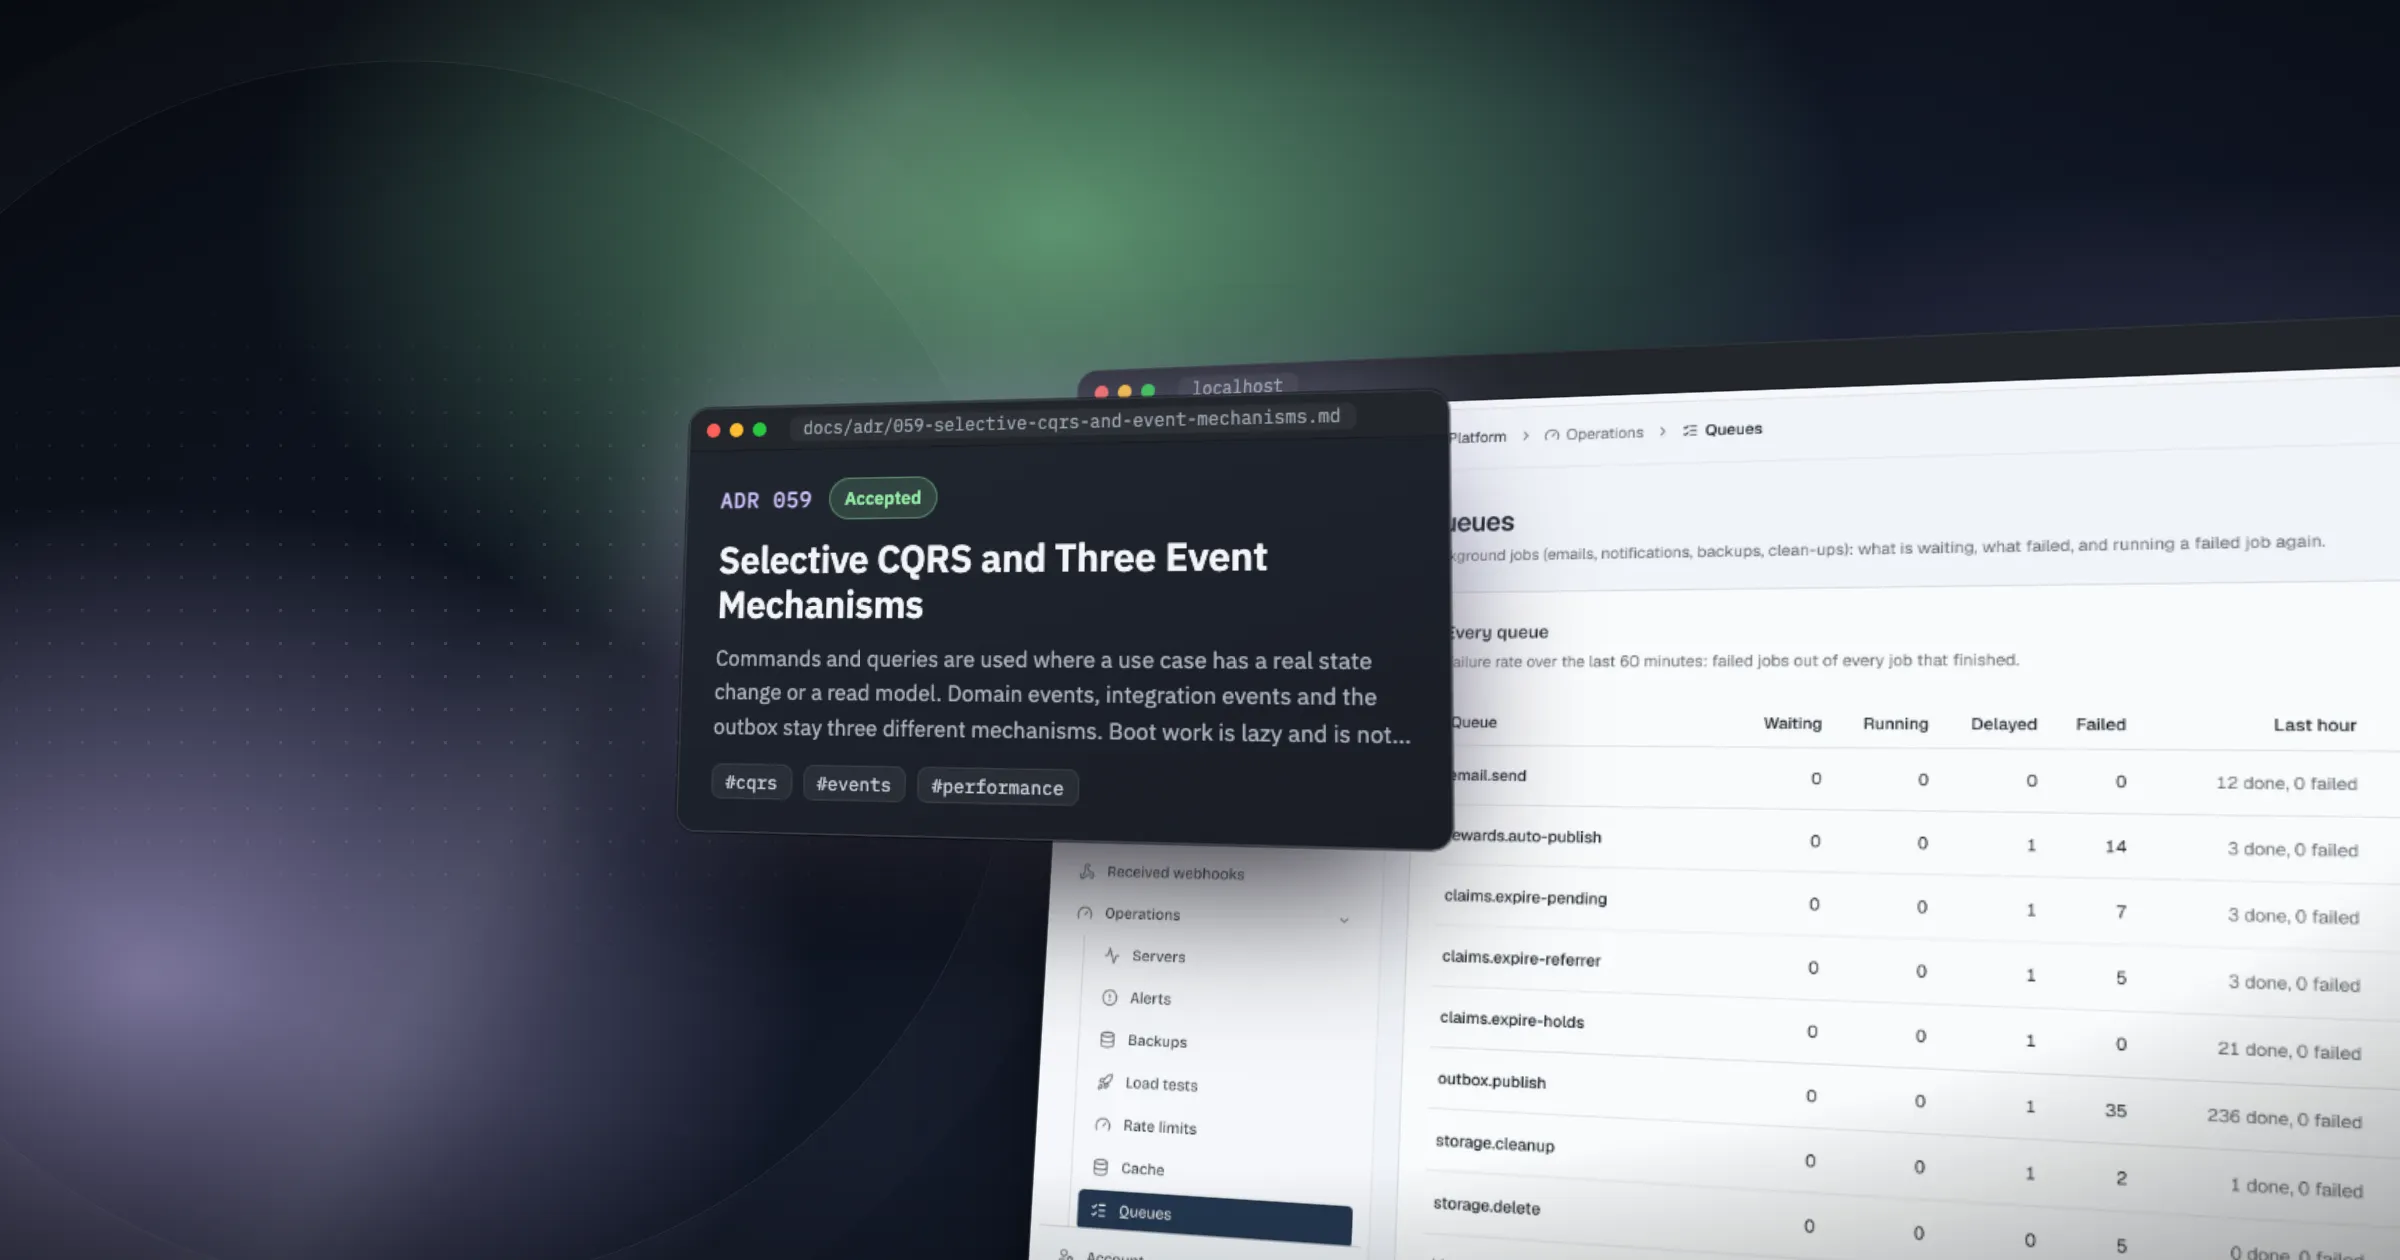 localhost
docs/adr/059-selective-cqrs-and-event-mechanisms.md
ADR 059 Accepted
Selective CQRS and Three Event
Mechanisms
Commands and queries are used where a use case has a real state
change or a read model. Domain events, integration events and the
outbox stay three different mechanisms. Boot work is lazy and is not...
#cqrs #events #performance
Platform > Operations > Queues
ueues
kground jobs (emails, notifications, backups, clean-ups): what is waiting, what failed, and running a failed job again.
Every queue
ailure rate over the last 60 minutes: failed jobs out of every job that finished.
Queue Waiting Running Delayed Failed Last hour
email.send 0 0 0 0 12 done, 0 failed
ewards.auto-publish 0 0 1 14 3 done, 0 failed
claims.expire-pending 0 0 1 7 3 done, 0 failed
claims.expire-referrer 0 0 1 5 3 done, 0 failed
claims.expire-holds 0 0 1 0 21 done, 0 failed
outbox.publish 0 0 1 35 236 done, 0 failed
storage.cleanup 0 0 1 2 1 done, 0 failed
storage.delete 0 0 0 5 0 done, 0 failed
Received webhooks
Operations
Servers
Alerts
Backups
Load tests
Rate limits
Cache
Queues
Account